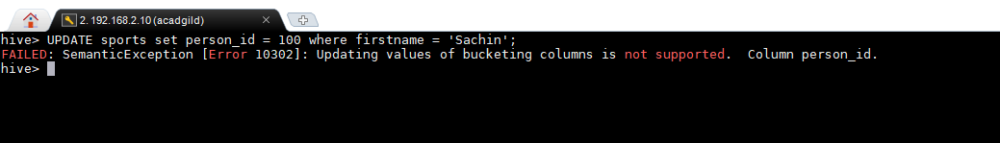 2. 192.168.2.10 (acadgild)
hive> UPDATE sports set person_id = 100 where firstname = 'Sachin';
FAILED: SemanticException [Error 10302]: Updating values of bucketing columns is not supported.  Column person_id.
hive>